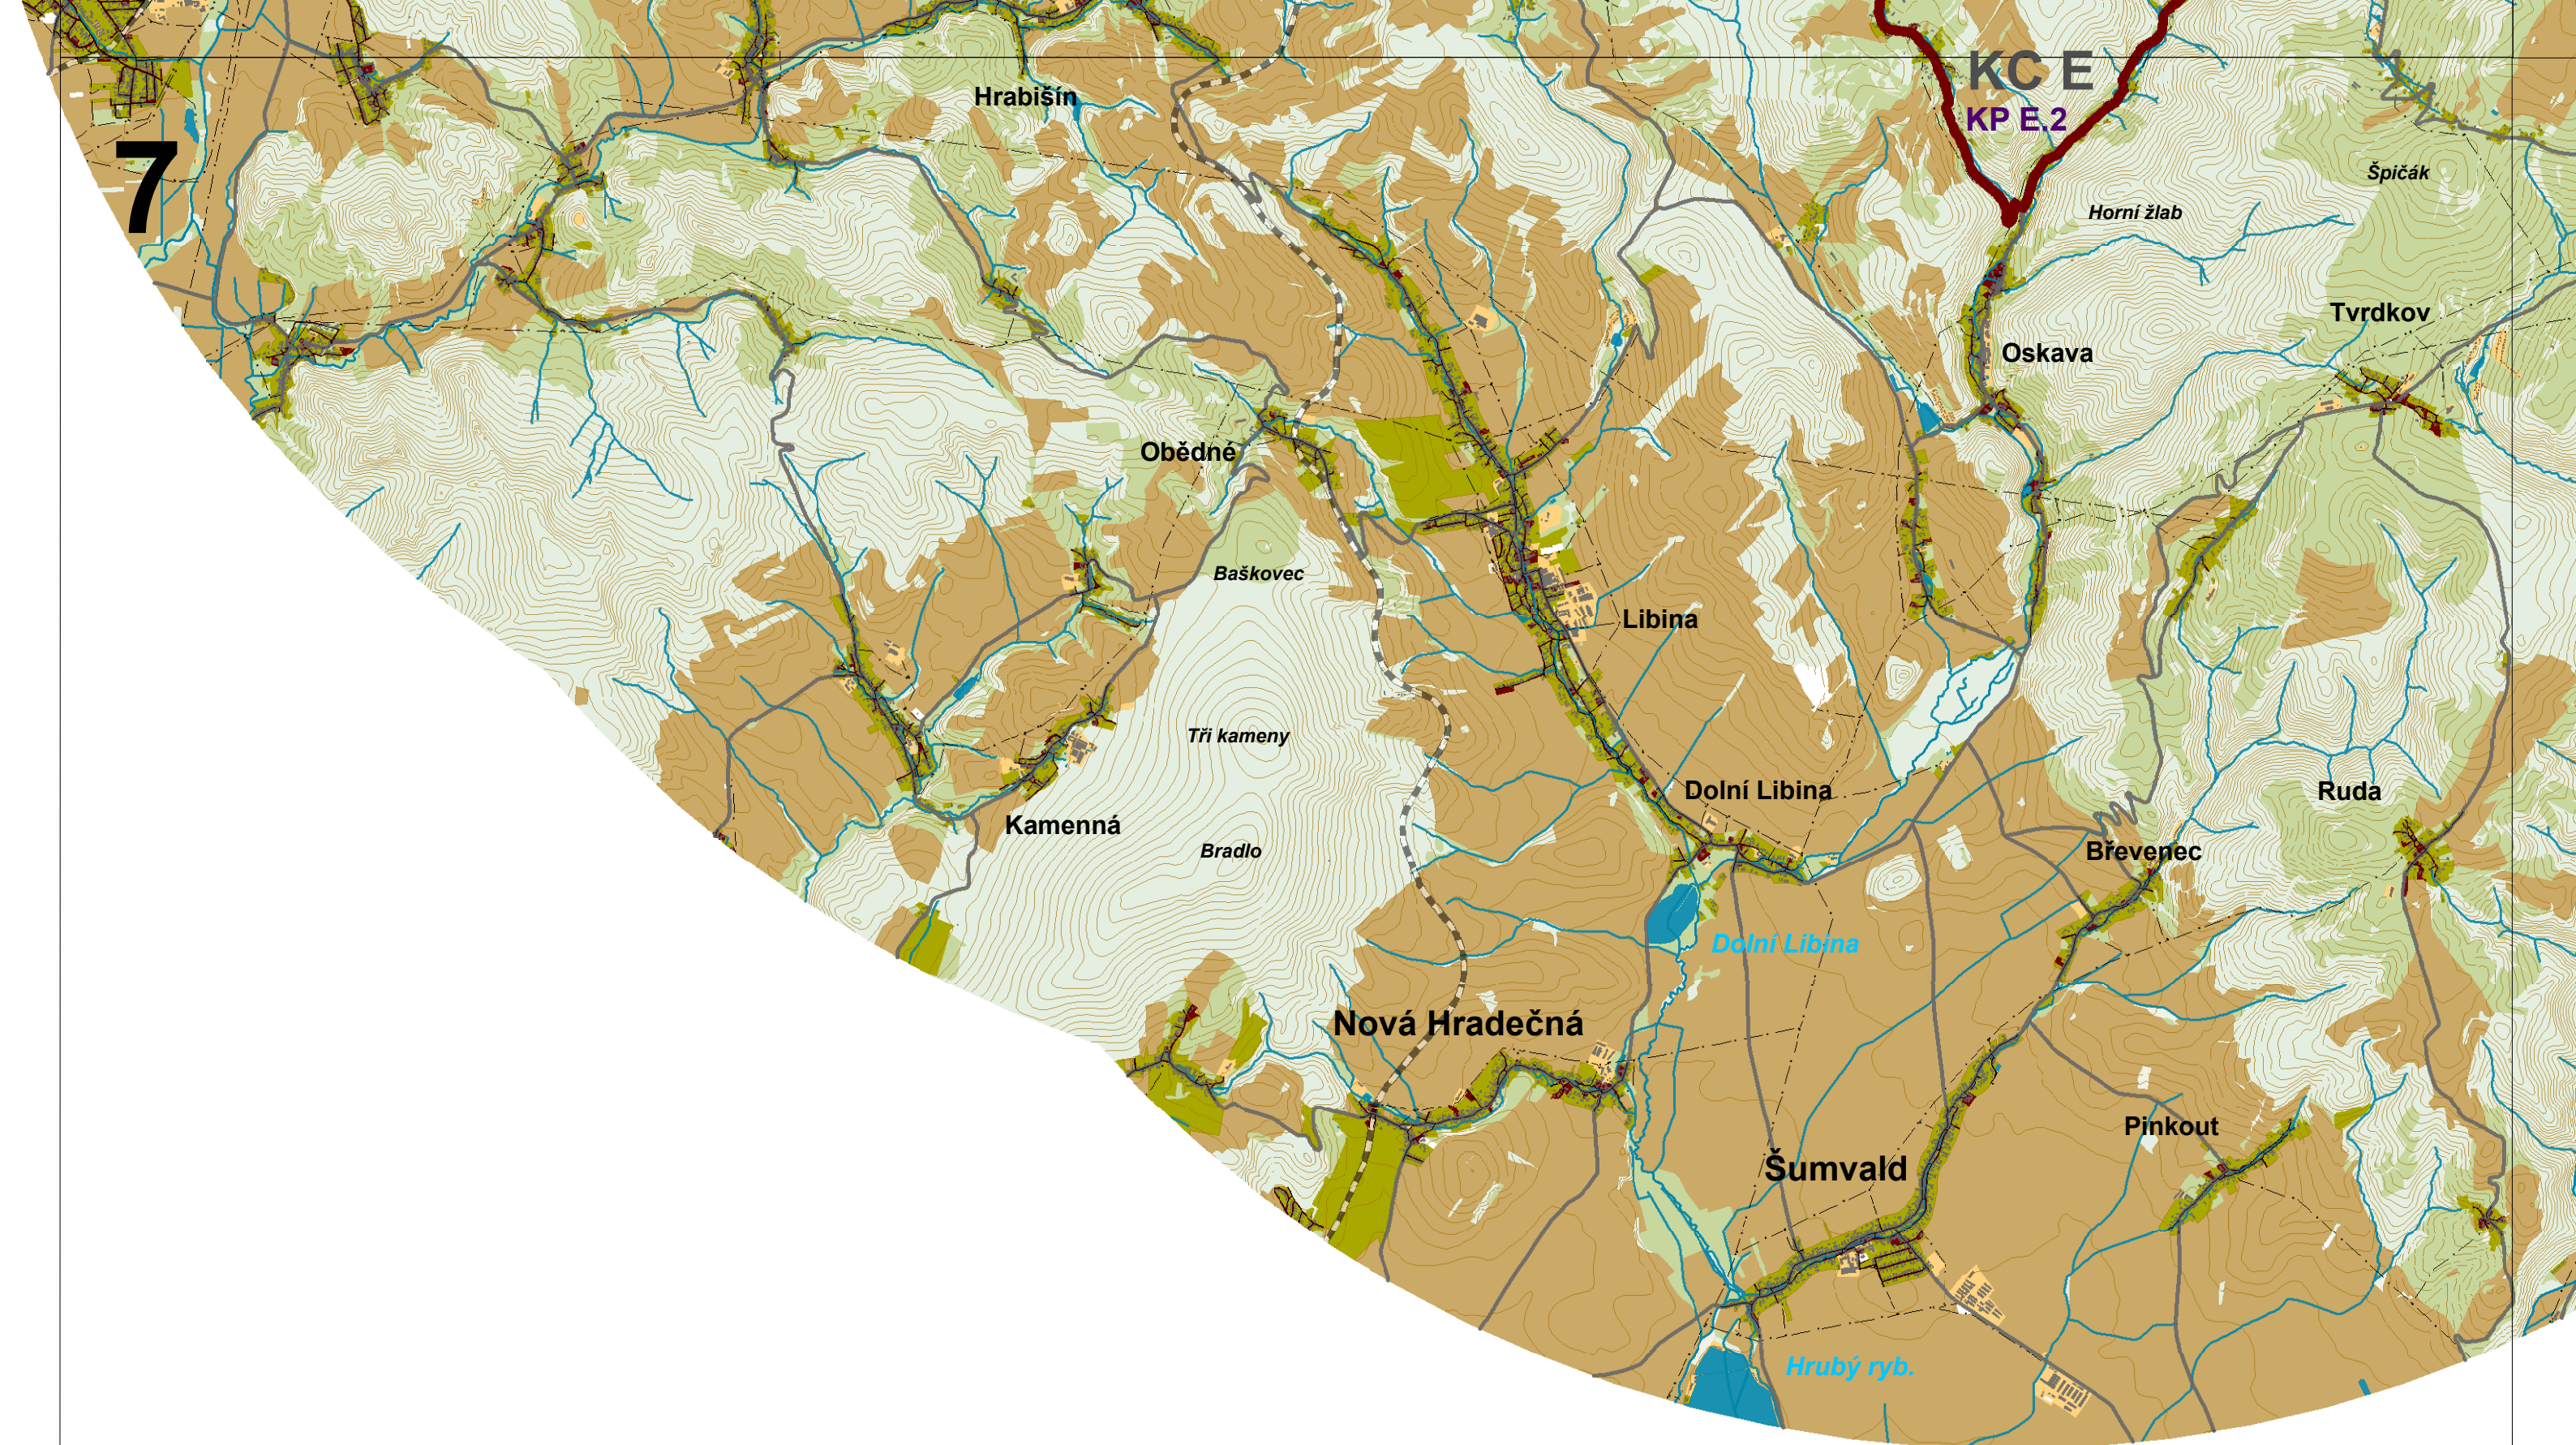 KC E
Hrabišín
KP E.2
7
Špičák
Horní žlab
Tvrdkov
Oskava
Obědné
Baškovec
Libina
Tři kameny
Dolní Libina
Ruda
Kamenná
Bradlo
Břevenec
Dolní Libina
Nová Hradečná
Pinkout
Šumvald
Hrubý ryb.